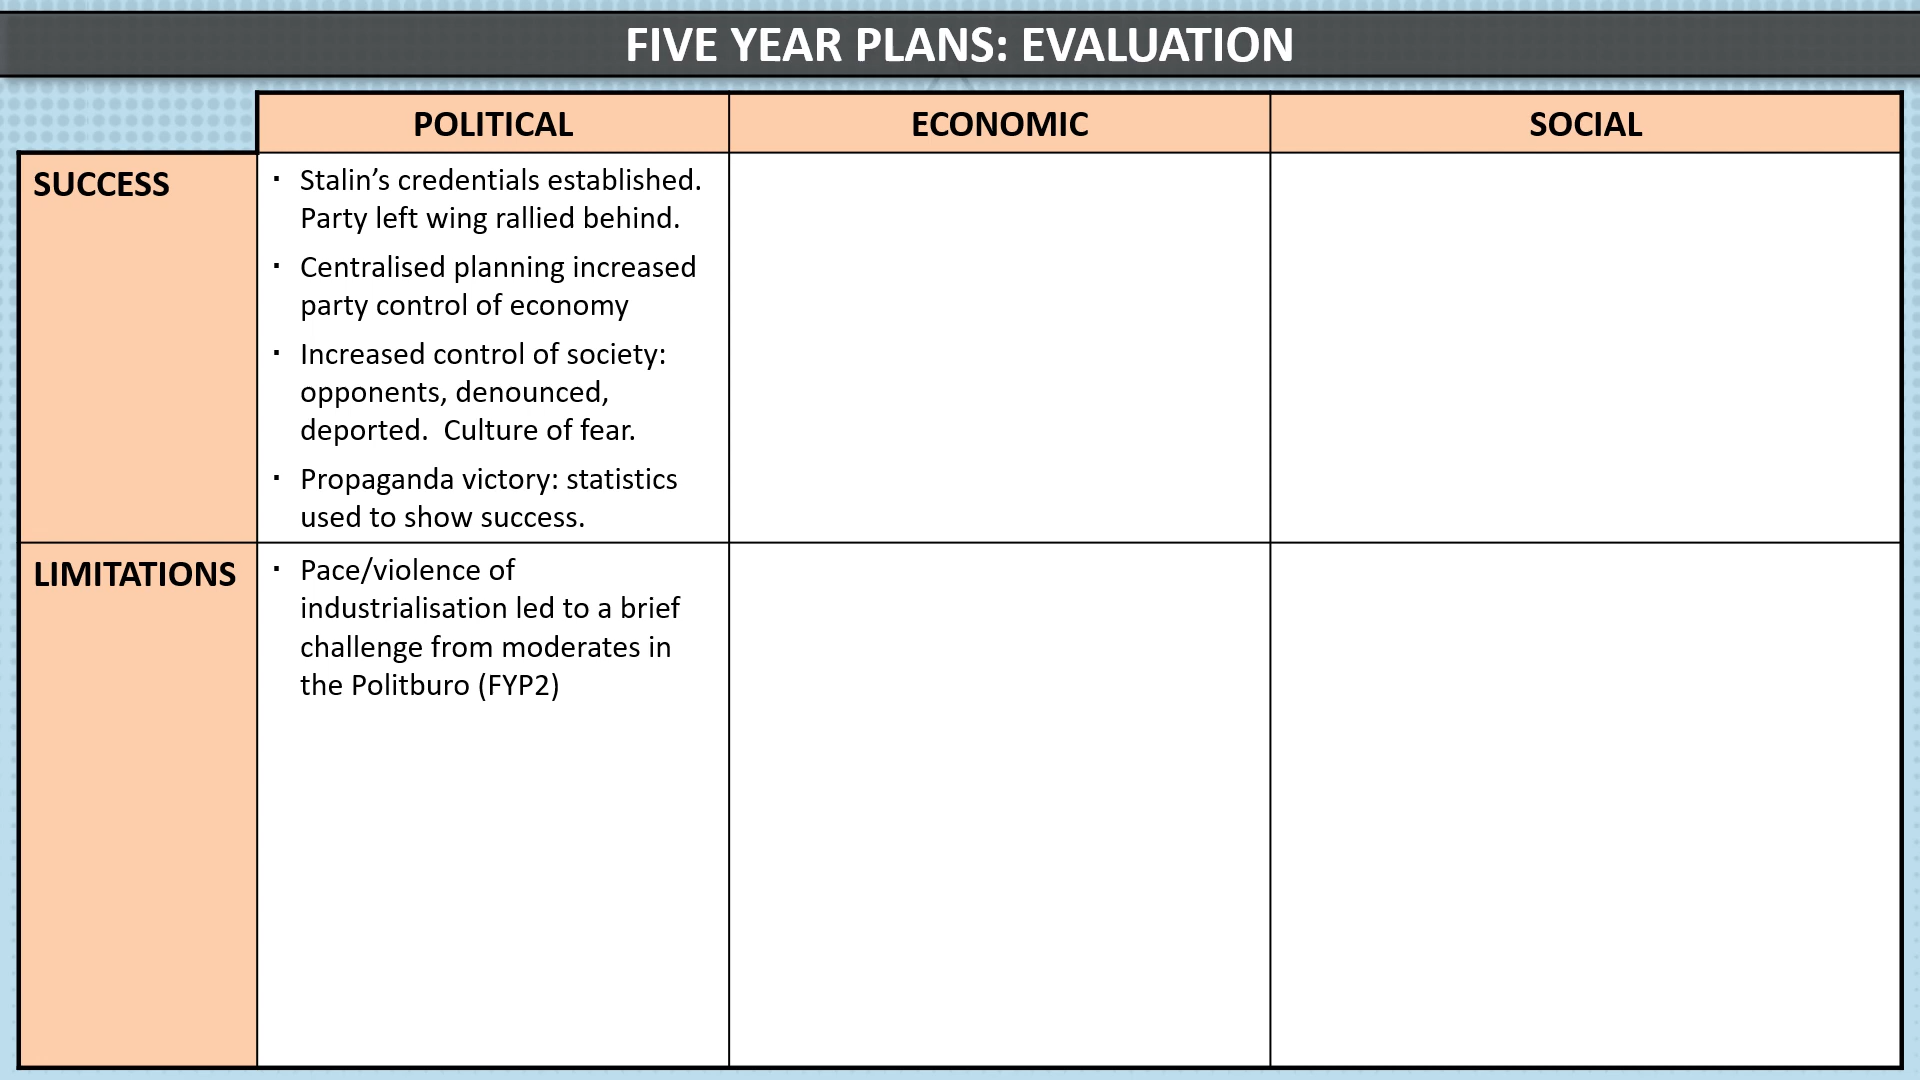 FIVE YEAR PLANS: EVALUATION
POLITICAL
ECONOMIC
SOCIAL
SUCCESS
▪ Stalin’s credentials established.
Party left wing rallied behind.
▪ Centralised planning increased
party control of economy
▪ Increased control of society:
opponents, denounced,
deported.  Culture of fear.
▪ Propaganda victory: statistics
used to show success.
LIMITATIONS
▪ Pace/violence of
industrialisation led to a brief
challenge from moderates in
the Politburo (FYP2)